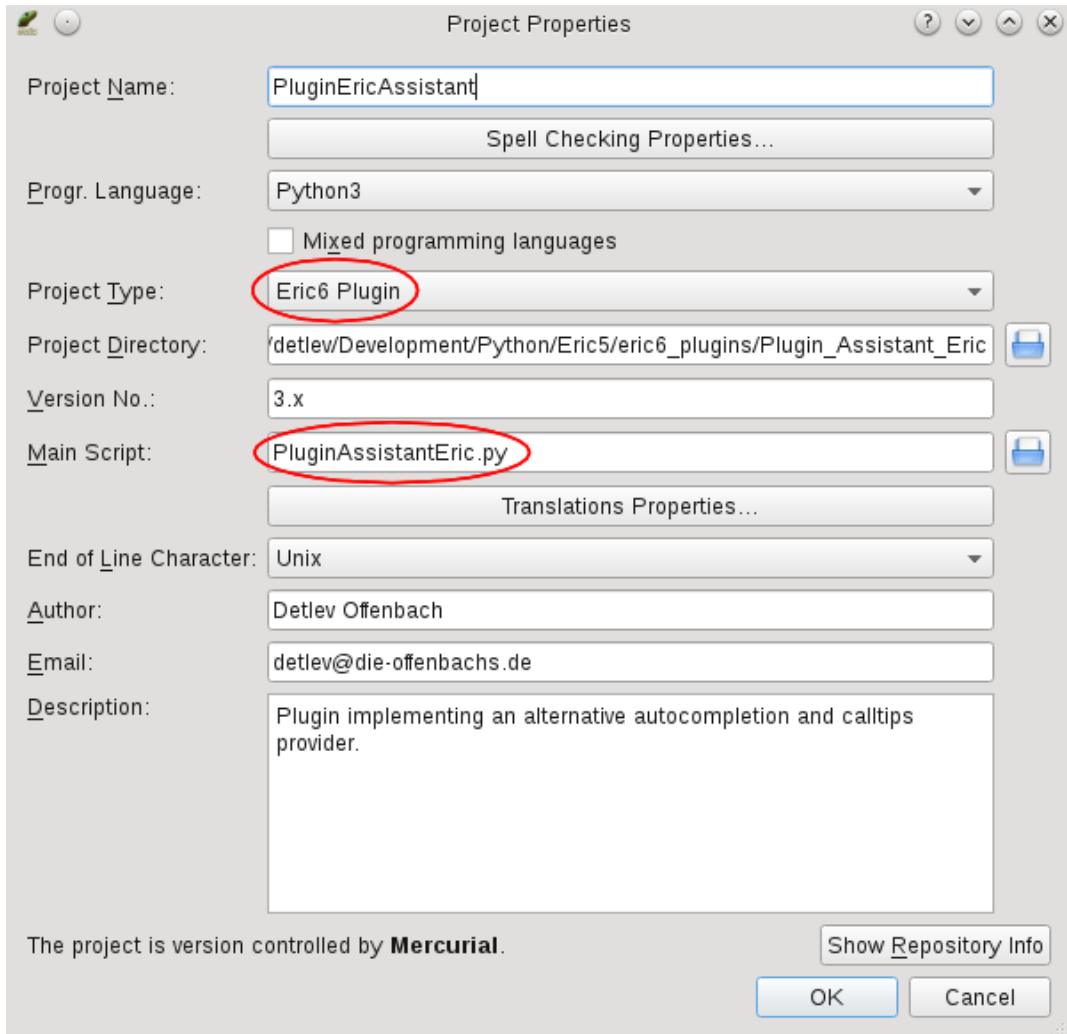 Project Properties
Project Name: PluginEricAssistant
Spell Checking Properties...
Progr. Language: Python3
Mixed programming languages
Project Type: Eric6 Plugin
Project Directory: /detlev/Development/Python/Eric5/eric6_plugins/Plugin_Assistant_Eric
Version No.: 3.x
Main Script: PluginAssistantEric.py
Translations Properties...
End of Line Character: Unix
Author: Detlev Offenbach
Email: detlev@die-offenbachs.de
Description: Plugin implementing an alternative autocompletion and calltips
provider.
The project is version controlled by Mercurial. Show Repository Info
OK Cancel